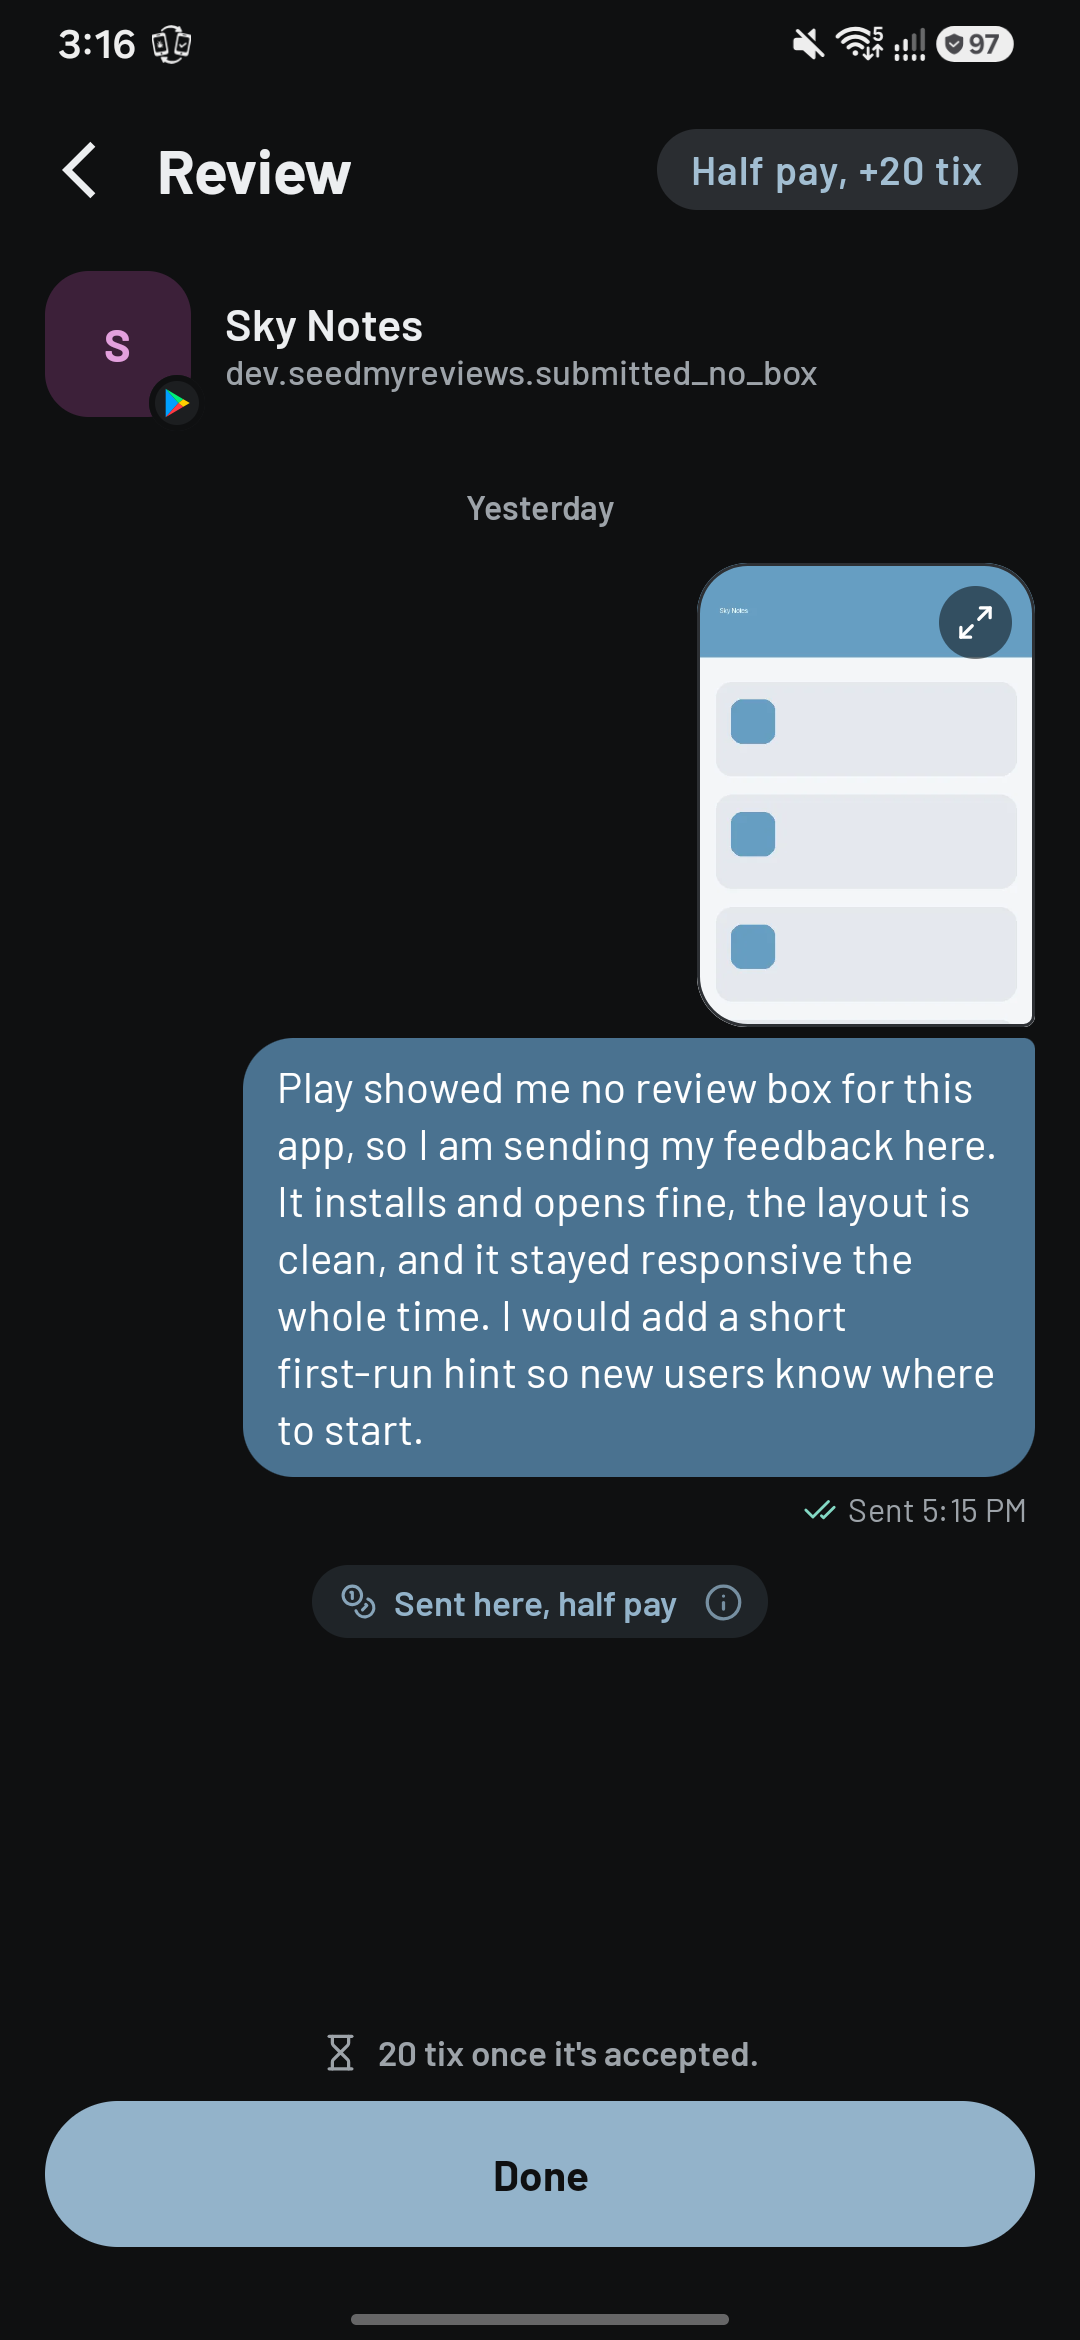 3:16
5
97
Review
Half pay, +20 tix
S
Sky Notes
dev.seedmyreviews.submitted_no_box
Yesterday
Sky Notes
Play showed me no review box for this
app, so I am sending my feedback here.
It installs and opens fine, the layout is
clean, and it stayed responsive the
whole time. I would add a short
first-run hint so new users know where
to start.
Sent 5:15 PM
Sent here, half pay
20 tix once it's accepted.
Done